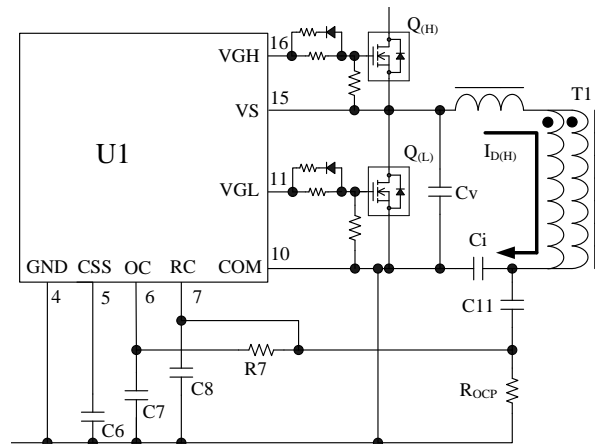 Q(H)
16
VGH
15
VS
T1
U1
Q(L)
ID(H)
11
VGL
Cv
10
Ci
GND CSS OC RC COM
4 5 6 7
C11
R7
C8
ROCP
C7
C6